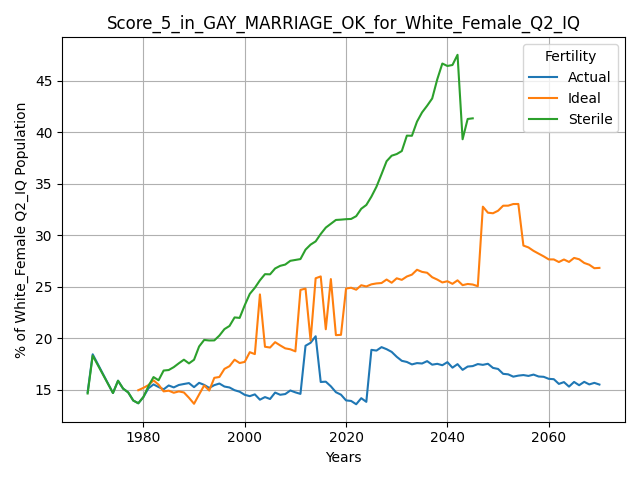 Score_5_in_GAY_MARRIAGE_OK_for_White_Female_Q2_IQ
Fertility
Actual
Ideal
Sterile
% of White_Female Q2_IQ Population
45
40
35
30
25
20
15
1980
2000
2020
2040
2060
Years